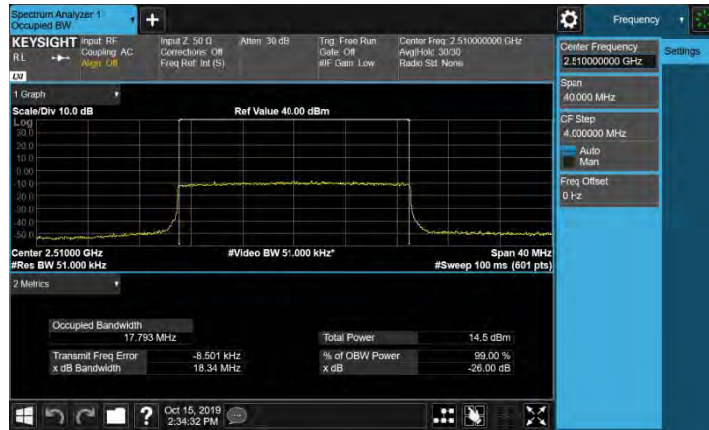 Spectrum Analyzer 1
Occupied BW
+
Frequency
KEYSIGHT
RL
Input: RF
Coupling: AC
Align: Off
Input Z: 50 Ω
Corrections: Off
Freq Ref: Int (S)
Atten: 30 dB
Trig: Free Run
Gate: Off
#IF Gain: Low
Center Freq: 2.510000000 GHz
Avg|Hold: 30/30
Radio Std: None
LXI
Center Frequency
2.510000000 GHz
Settings
Span
40.000 MHz
CF Step
4.000000 MHz
Auto
Man
Freq Offset
0 Hz
1 Graph
Scale/Div 10.0 dB
Ref Value 40.00 dBm
Log
30.0
20.0
10.0
0.00
-10.0
-20.0
-30.0
-40.0
-50.0
Center 2.51000 GHz
#Video BW 51.000 kHz*
Span 40 MHz
#Res BW 51.000 kHz
#Sweep 100 ms (601 pts)
2 Metrics
Occupied Bandwidth
17.793 MHz
Total Power 14.5 dBm
Transmit Freq Error -8.501 kHz
% of OBW Power 99.00 %
x dB Bandwidth 18.34 MHz
x dB -26.00 dB
?
Oct 15, 2019
2:34:32 PM